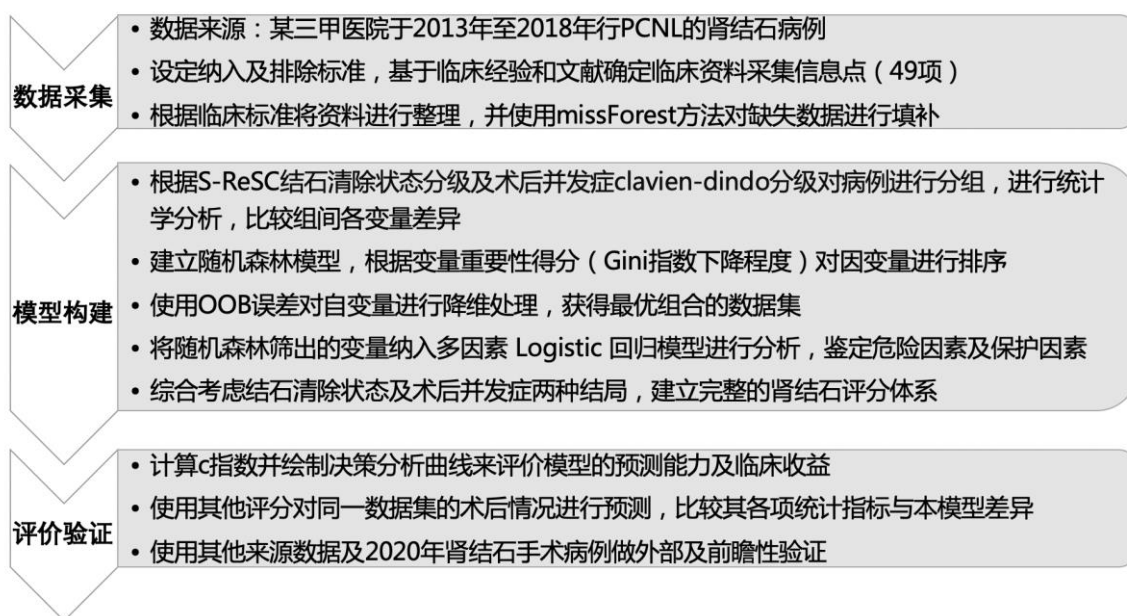 数据采集
• 数据来源：某三甲医院于2013年至2018年行PCNL的肾结石病例
• 设定纳入及排除标准，基于临床经验和文献确定临床资料采集信息点（49项）
• 根据临床标准将资料进行整理，并使用missForest方法对缺失数据进行填补
模型构建
• 根据S-ReSC结石清除状态分级及术后并发症clavien-dindo分级对病例进行分组，进行统计
学分析，比较组间各变量差异
• 建立随机森林模型，根据变量重要性得分（Gini指数下降程度）对因变量进行排序
• 使用OOB误差对自变量进行降维处理，获得最优组合的数据集
• 将随机森林筛出的变量纳入多因素 Logistic 回归模型进行分析，鉴定危险因素及保护因素
• 综合考虑结石清除状态及术后并发症两种结局，建立完整的肾结石评分体系
评价验证
• 计算c指数并绘制决策分析曲线来评价模型的预测能力及临床收益
• 使用其他评分对同一数据集的术后情况进行预测，比较其各项统计指标与本模型差异
• 使用其他来源数据及2020年肾结石手术病例做外部及前瞻性验证